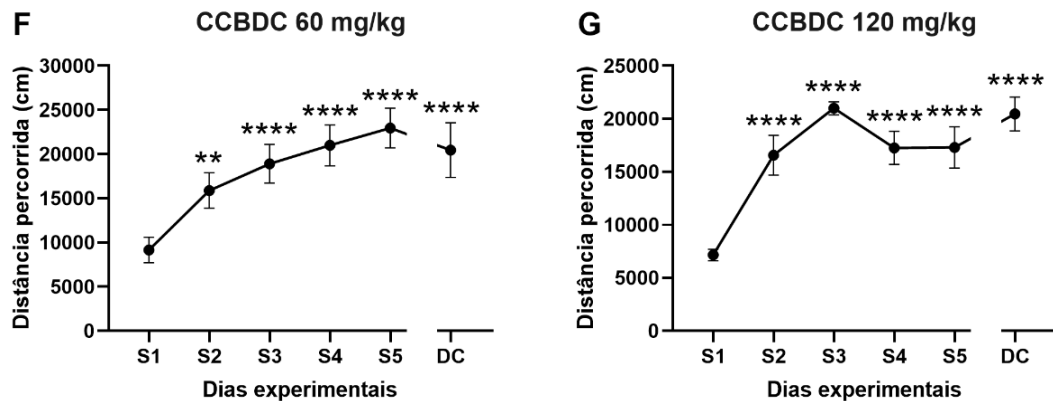 F
CCBDC 60 mg/kg
Distância percorrida (cm)
30000
25000
20000
15000
10000
5000
0
**
****
****
****
****
S1 S2 S3 S4 S5 DC
Dias experimentais
G
CCBDC 120 mg/kg
Distância percorrida (cm)
25000
20000
15000
10000
5000
0
****
****
****
****
****
S1 S2 S3 S4 S5 DC
Dias experimentais